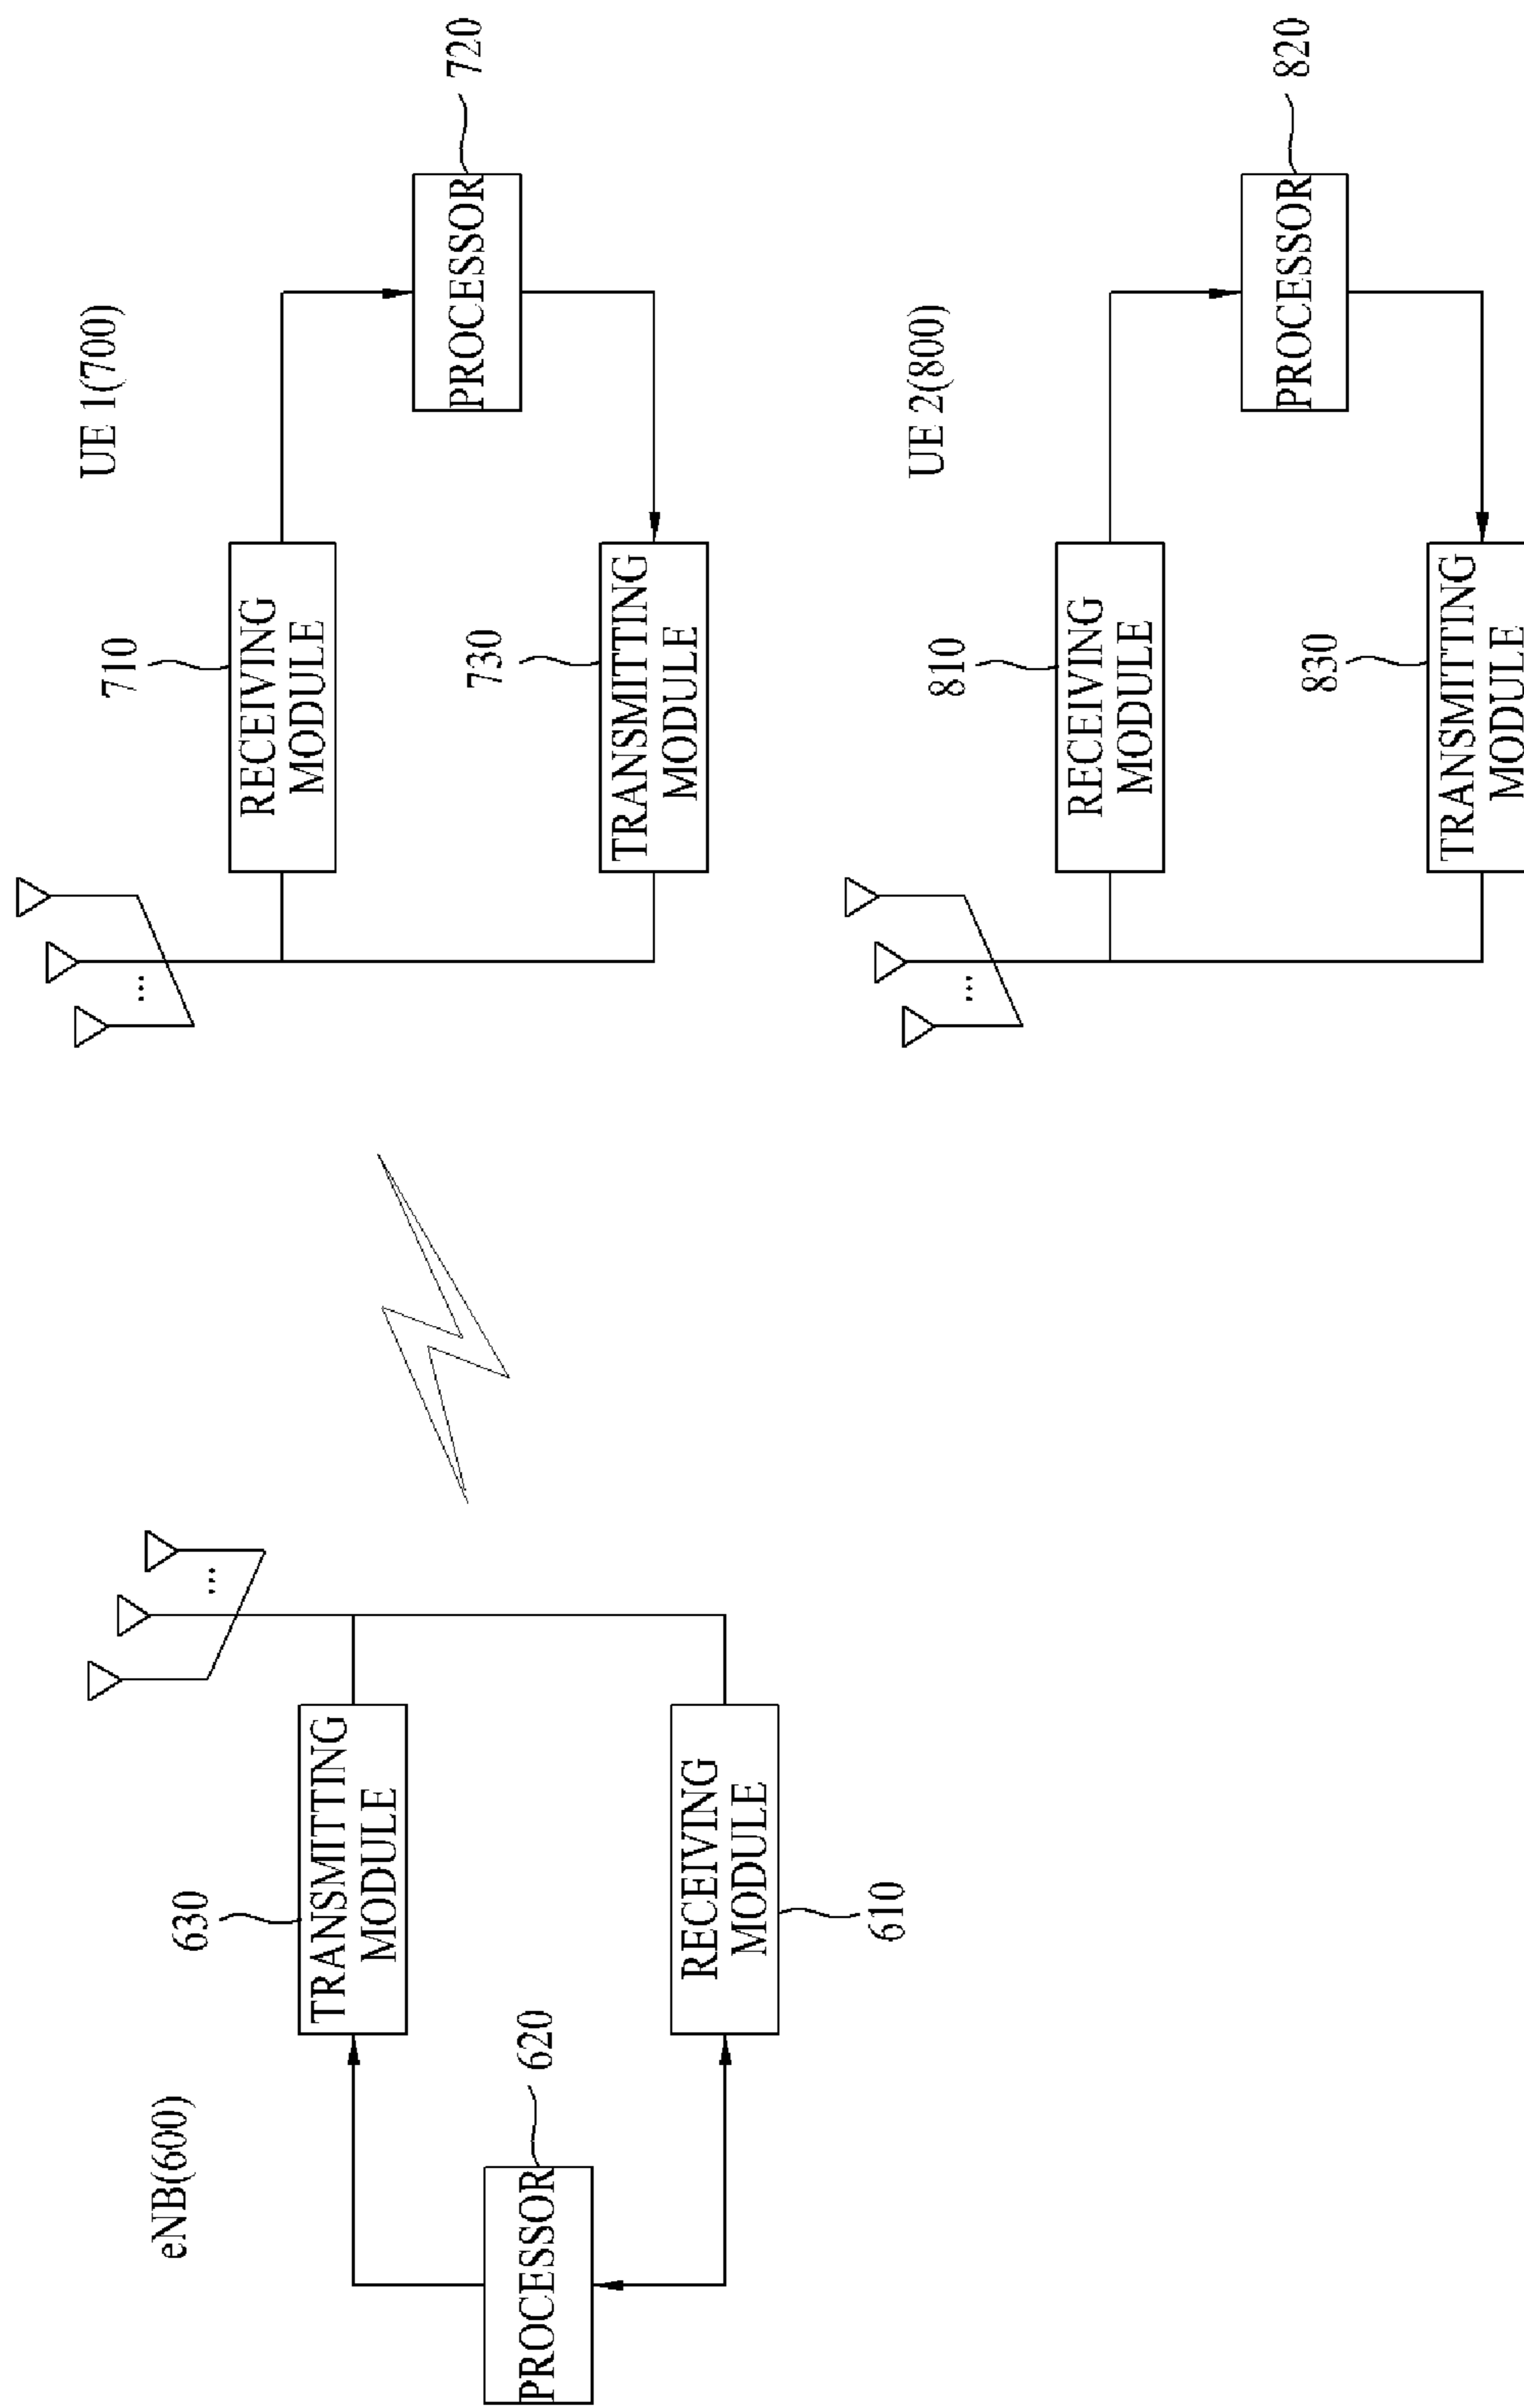 eNB(600)
630
TRANSMITTING
MODULE
620
PROCESSOR
RECEIVING
MODULE
610
UE 1(700)
710
RECEIVING
MODULE
720
PROCESSOR
730
TRANSMITTING
MODULE
UE 2(800)
810
RECEIVING
MODULE
820
PROCESSOR
830
TRANSMITTING
MODULE
...
...
...